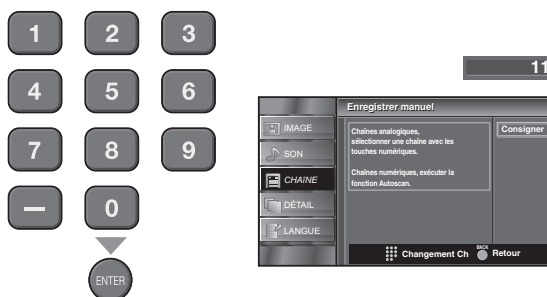 1 2 3
4 5 6
7 8 9
— 0
ENTER
11
Enregistrer manuel
IMAGE
SON
CHAîNE
DÉTAIL
LANGUE
Chaînes analogiques,
sélectionner une chaîne avec les
touches numériques.
Chaînes numériques, exécuter la
fonction Autoscan.
Consigner
Changement Ch BACK Retour